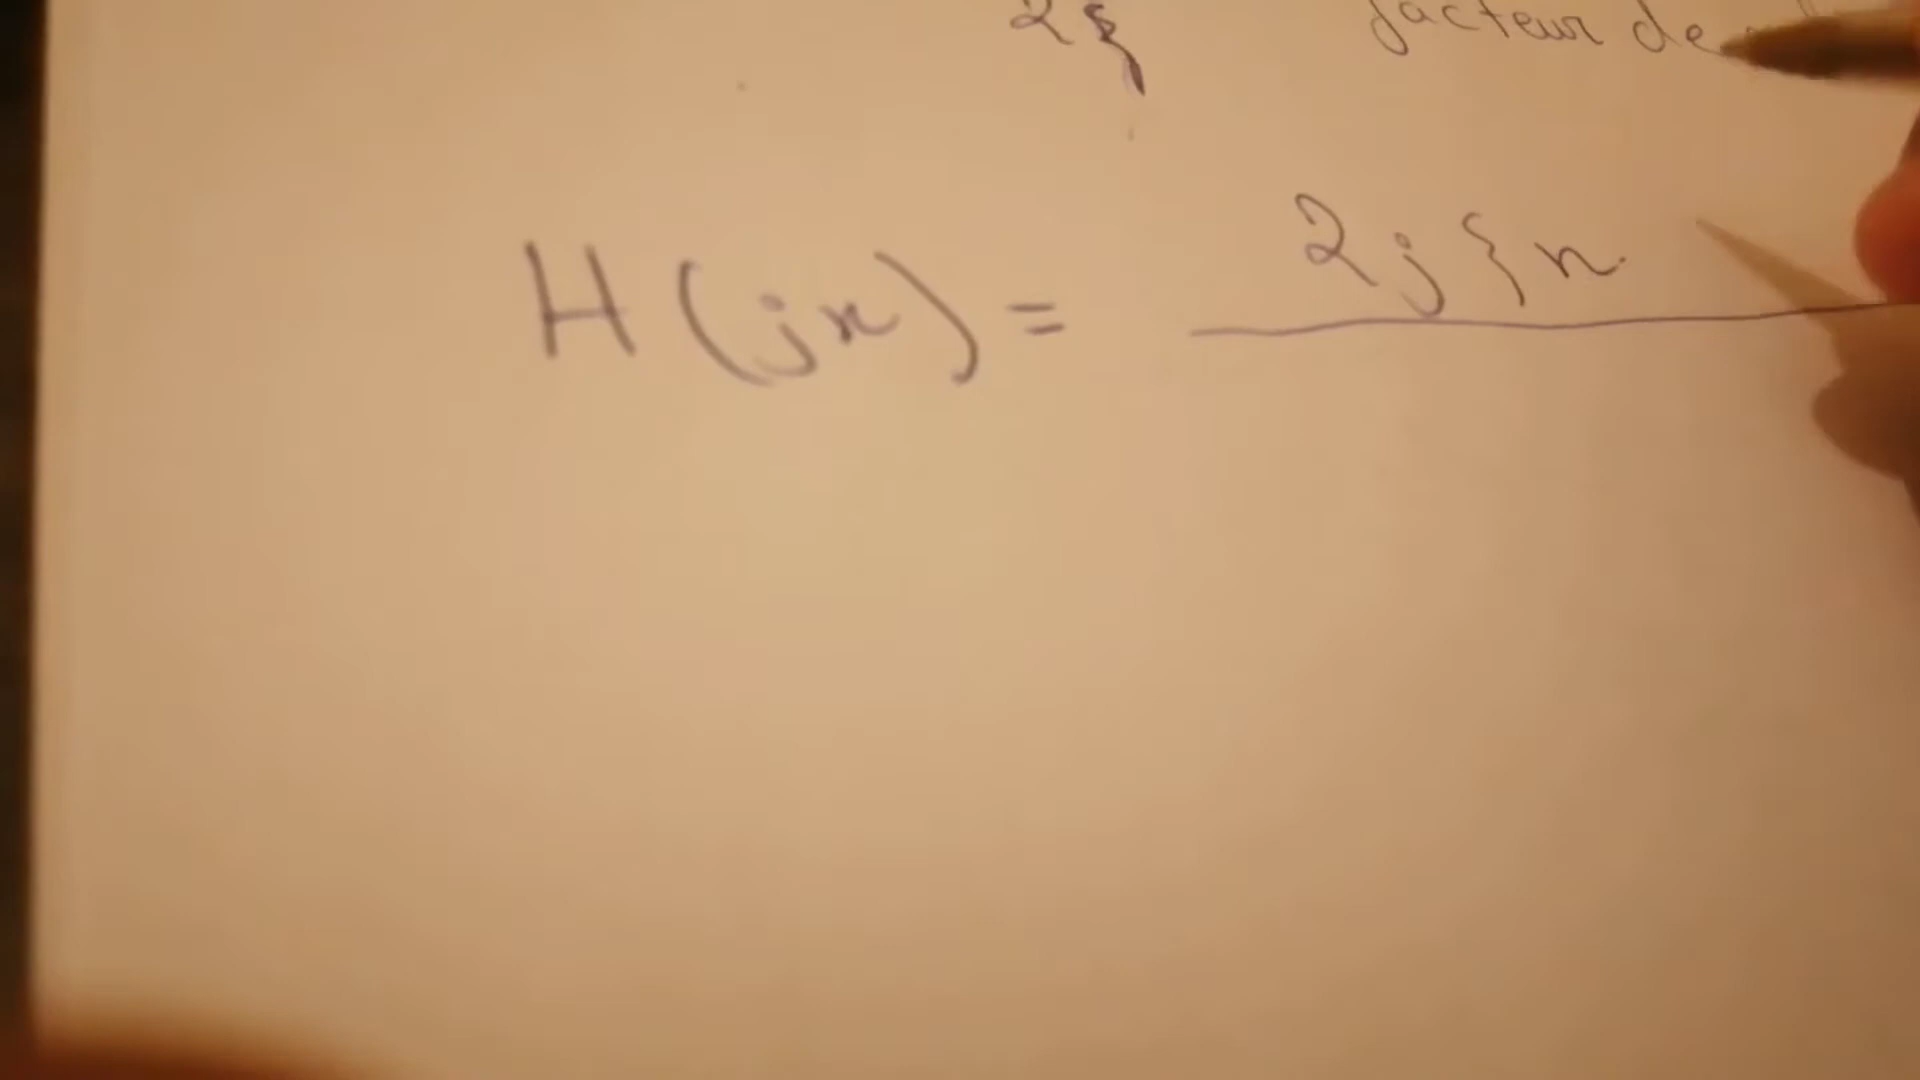 2ξ facteur de
2jξx
H(jx) =